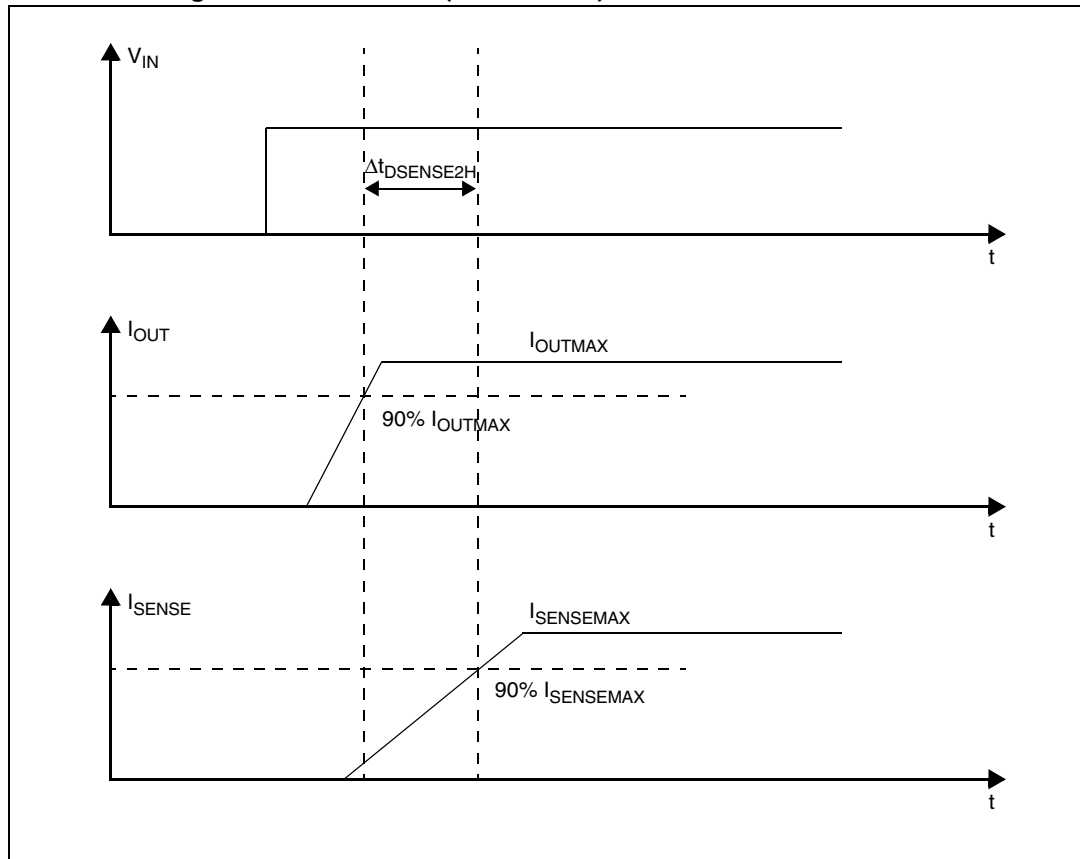 V_IN
Δt_DSENSE2H
t
I_OUT
I_OUTMAX
90% I_OUTMAX
t
I_SENSE
I_SENSEMAX
90% I_SENSEMAX
t